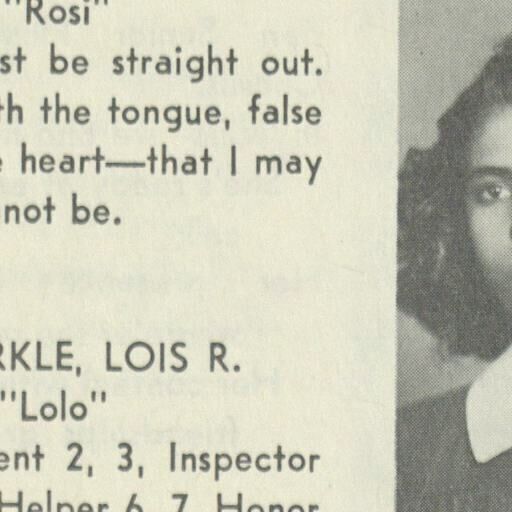 "Rosi"
st be straight out.
th the tongue, false
e heart—that I may
not be.
RKLE, LOIS R.
"Lolo"
ent 2, 3, Inspector
Helper 6, 7, Honor